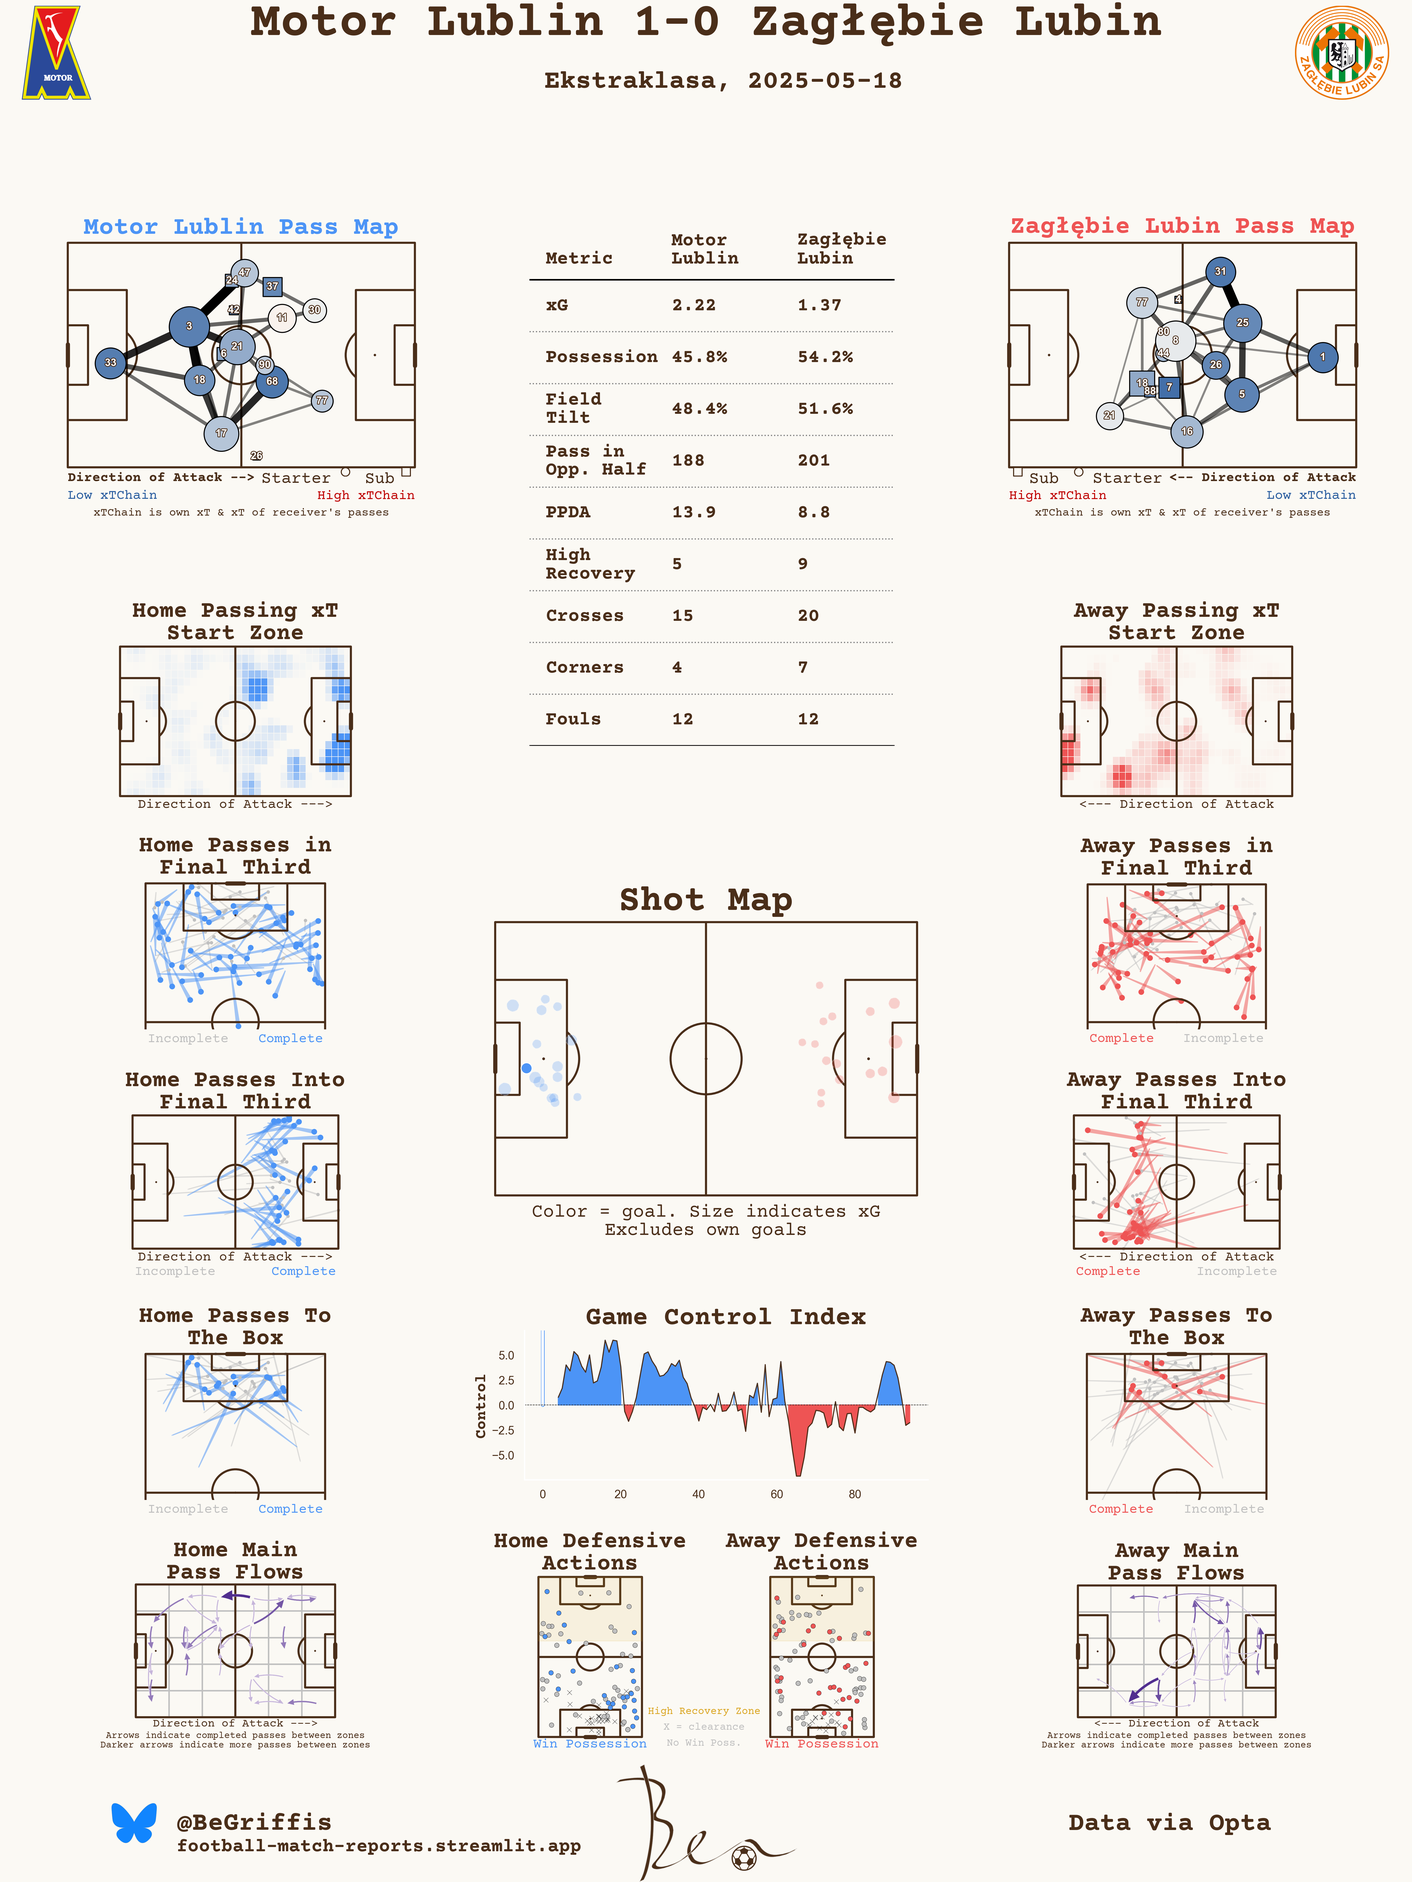 Motor Lublin 1-0 Zagłębie Lubin
Ekstraklasa, 2025-05-18
MOTOR
ZAGŁĘBIE LUBIN SA
Motor Lublin Pass Map
47
24
37
42
30
11
3
21
6
33
90
18
68
77
17
26
Direction of Attack --> Starter Sub
Low xTChain High xTChain
xTChain is own xT & xT of receiver's passes
Metric Motor Lublin Zagłębie Lubin
xG 2.22 1.37
Possession 45.8% 54.2%
Field Tilt 48.4% 51.6%
Pass in Opp. Half 188 201
PPDA 13.9 8.8
High Recovery 5 9
Crosses 15 20
Corners 4 7
Fouls 12 12
Zagłębie Lubin Pass Map
31
77
4
25
80
8
44
26
1
18
88
7
5
21
16
Sub Starter <-- Direction of Attack
High xTChain Low xTChain
xTChain is own xT & xT of receiver's passes
Home Passing xT
Start Zone
Direction of Attack --->
Away Passing xT
Start Zone
<--- Direction of Attack
Home Passes in
Final Third
Incomplete Complete
Away Passes in
Final Third
Complete Incomplete
Shot Map
Color = goal. Size indicates xG
Excludes own goals
Home Passes Into
Final Third
Direction of Attack --->
Incomplete Complete
Away Passes Into
Final Third
<--- Direction of Attack
Complete Incomplete
Home Passes To
The Box
Incomplete Complete
Game Control Index
Control
5.0
2.5
0.0
−2.5
−5.0
0 20 40 60 80
Away Passes To
The Box
Complete Incomplete
Home Main
Pass Flows
Direction of Attack --->
Arrows indicate completed passes between zones
Darker arrows indicate more passes between zones
Home Defensive
Actions
Win Possession
High Recovery Zone
X = clearance
No Win Poss.
Away Defensive
Actions
Win Possession
Away Main
Pass Flows
<--- Direction of Attack
Arrows indicate completed passes between zones
Darker arrows indicate more passes between zones
@BeGriffis
football-match-reports.streamlit.app
Ben
Data via Opta